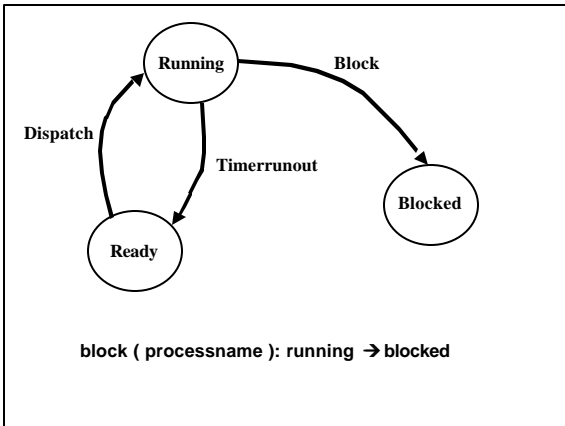 Running
Block
Dispatch
Timerrunout
Blocked
Ready
block ( processname ): running → blocked